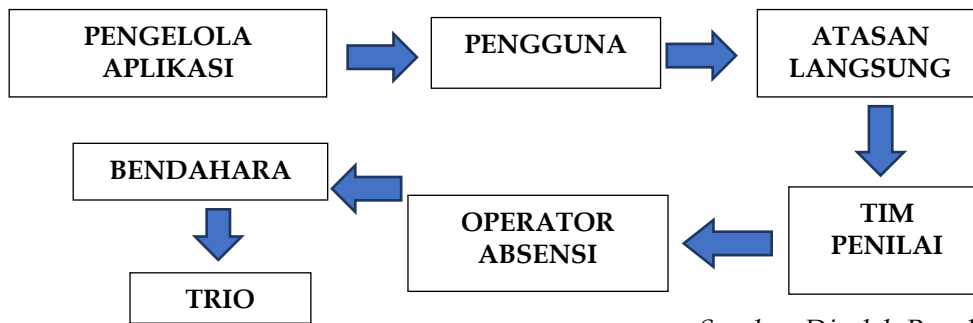 PENGELOLA
APLIKASI
PENGGUNA
ATASAN
LANGSUNG
TIM
PENILAI
OPERATOR
ABSENSI
BENDAHARA
TRIO